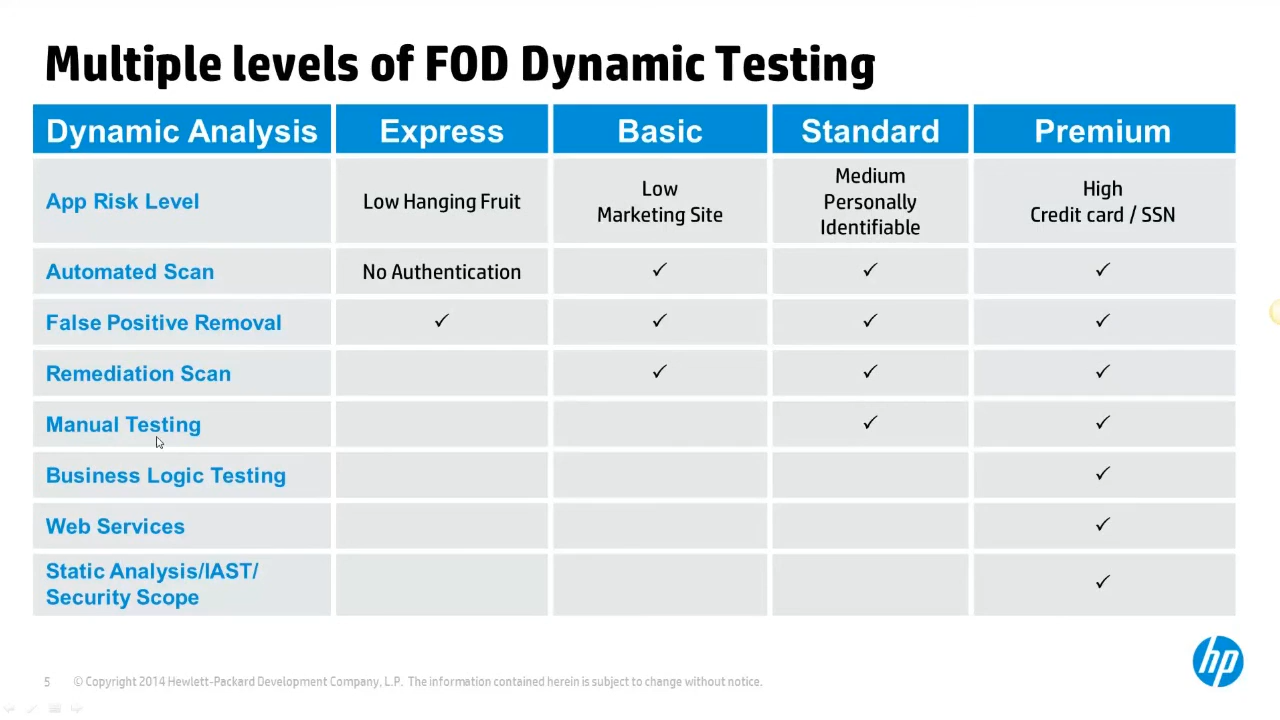 Multiple levels of FOD Dynamic Testing
Dynamic Analysis Express Basic Standard Premium
App Risk Level
Low Hanging Fruit
Low
Marketing Site
Medium
Personally
Identifiable
High
Credit card / SSN
Automated Scan No Authentication ✓ ✓ ✓
False Positive Removal ✓ ✓ ✓ ✓
Remediation Scan ✓ ✓ ✓
Manual Testing ✓ ✓
Business Logic Testing ✓
Web Services ✓
Static Analysis/IAST/
Security Scope ✓
hp
5 © Copyright 2014 Hewlett-Packard Development Company, L.P. The information contained herein is subject to change without notice.